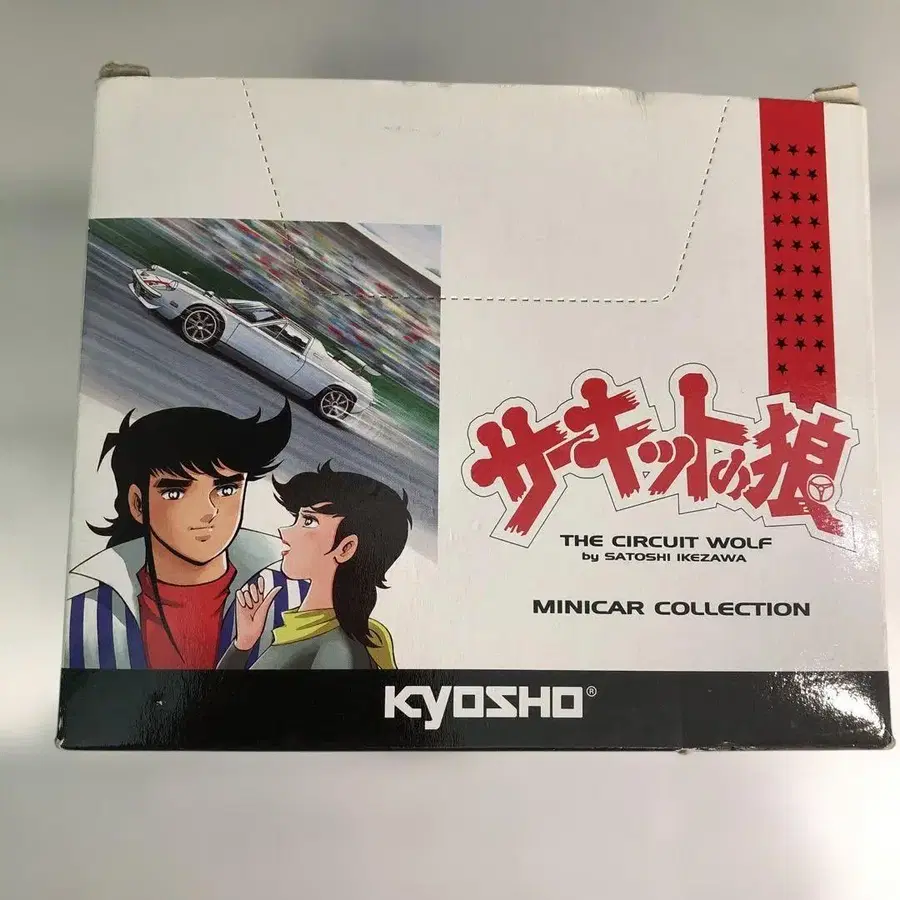 サーキットの狼
THE CIRCUIT WOLF
by SATOSHI IKEZAWA
MINICAR COLLECTION
KYOSHO®